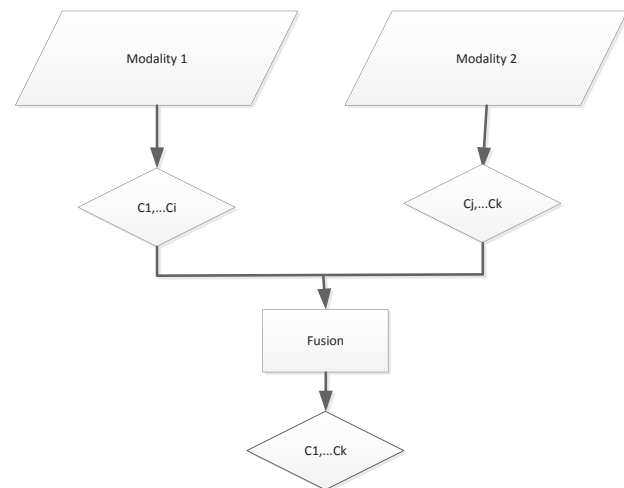 Modality 1
Modality 2
C1,...Ci
Cj,...Ck
Fusion
C1,...Ck